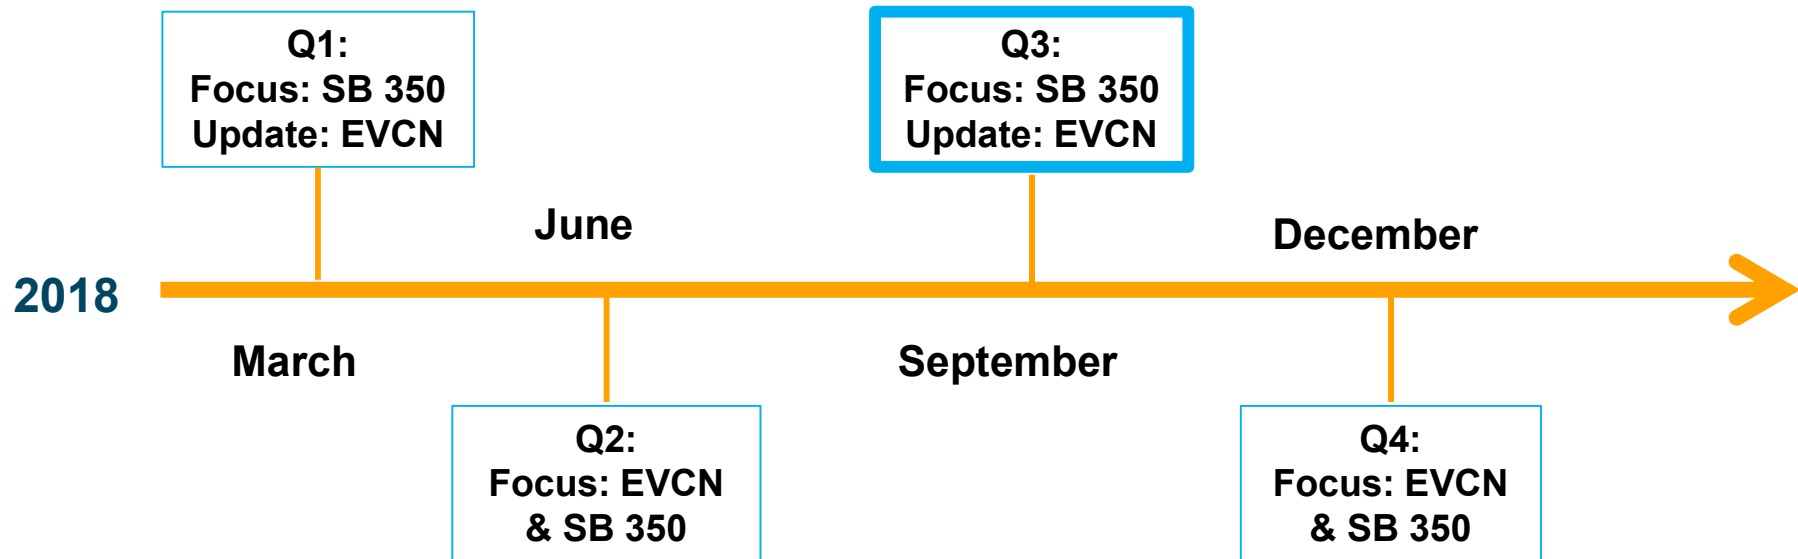 Q1:
Focus: SB 350
Update: EVCN
Q3:
Focus: SB 350
Update: EVCN
June
December
2018
March
September
Q2:
Focus: EVCN
& SB 350
Q4:
Focus: EVCN
& SB 350